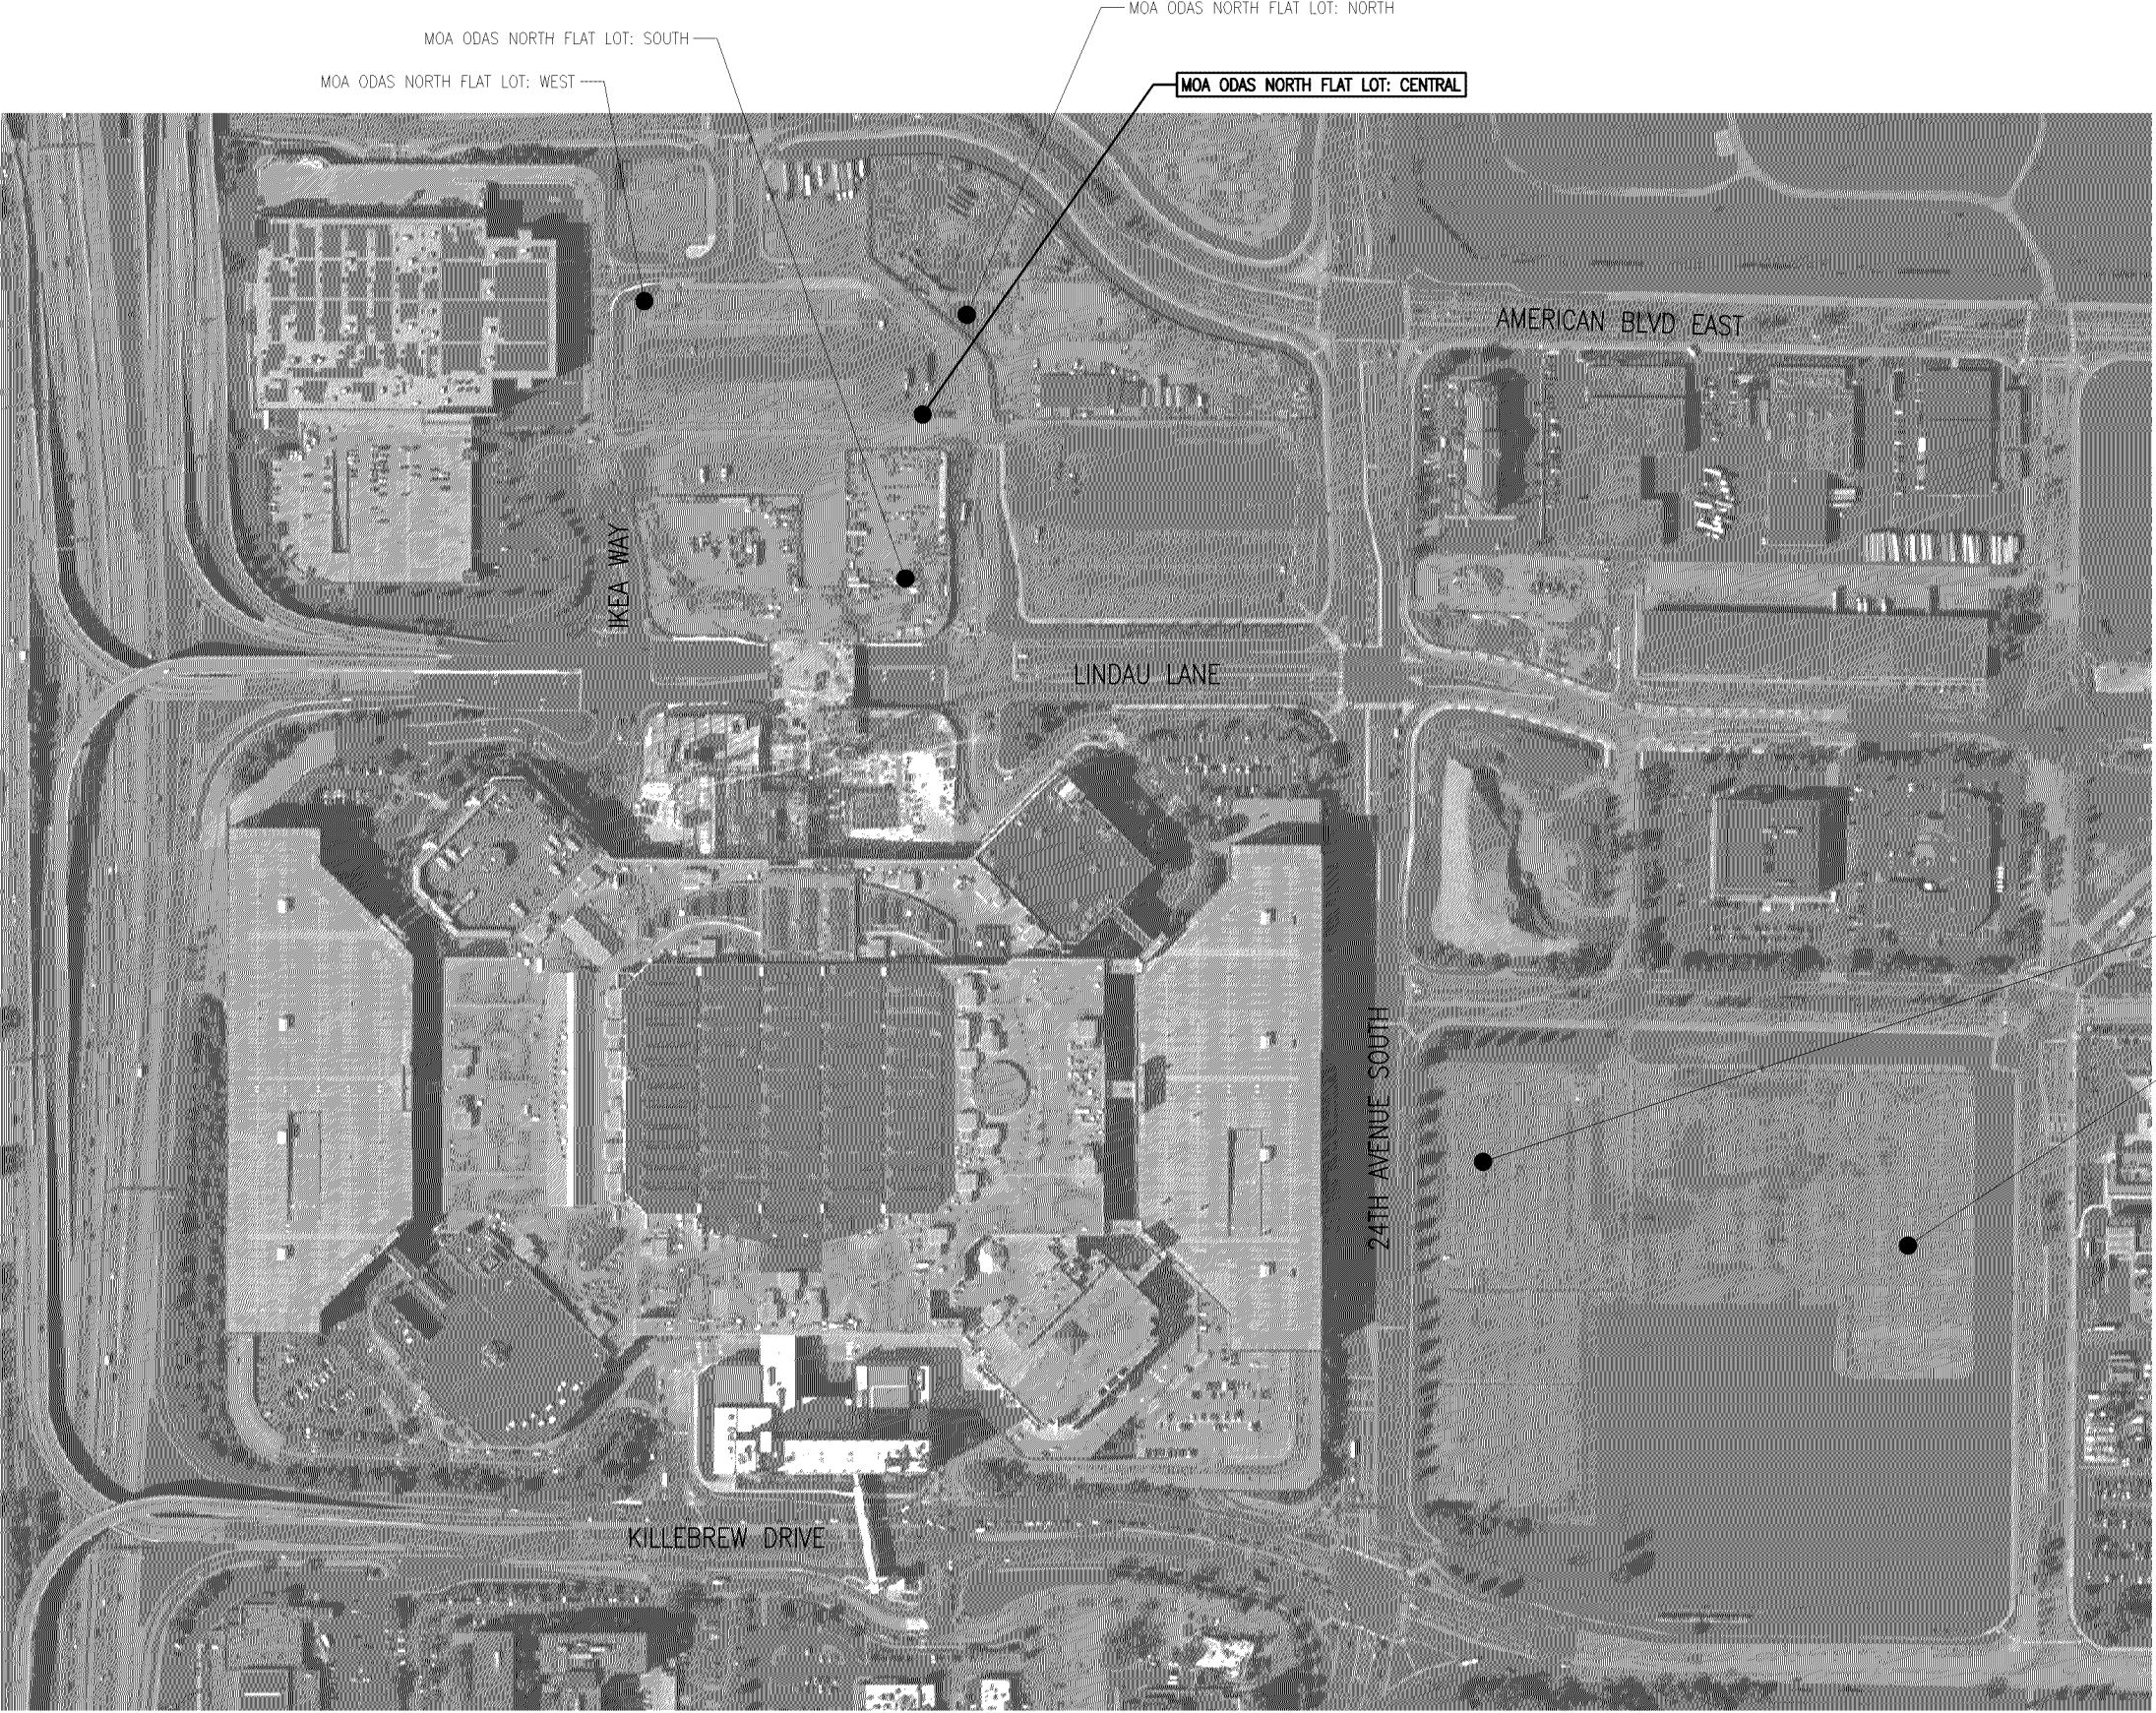 MOA ODAS NORTH FLAT LOT: NORTH
MOA ODAS NORTH FLAT LOT: SOUTH
MOA ODAS NORTH FLAT LOT: WEST
MOA ODAS NORTH FLAT LOT: CENTRAL
AMERICAN BLVD EAST
IKEA WAY
LINDAU LANE
24TH AVENUE SOUTH
KILLEBREW DRIVE